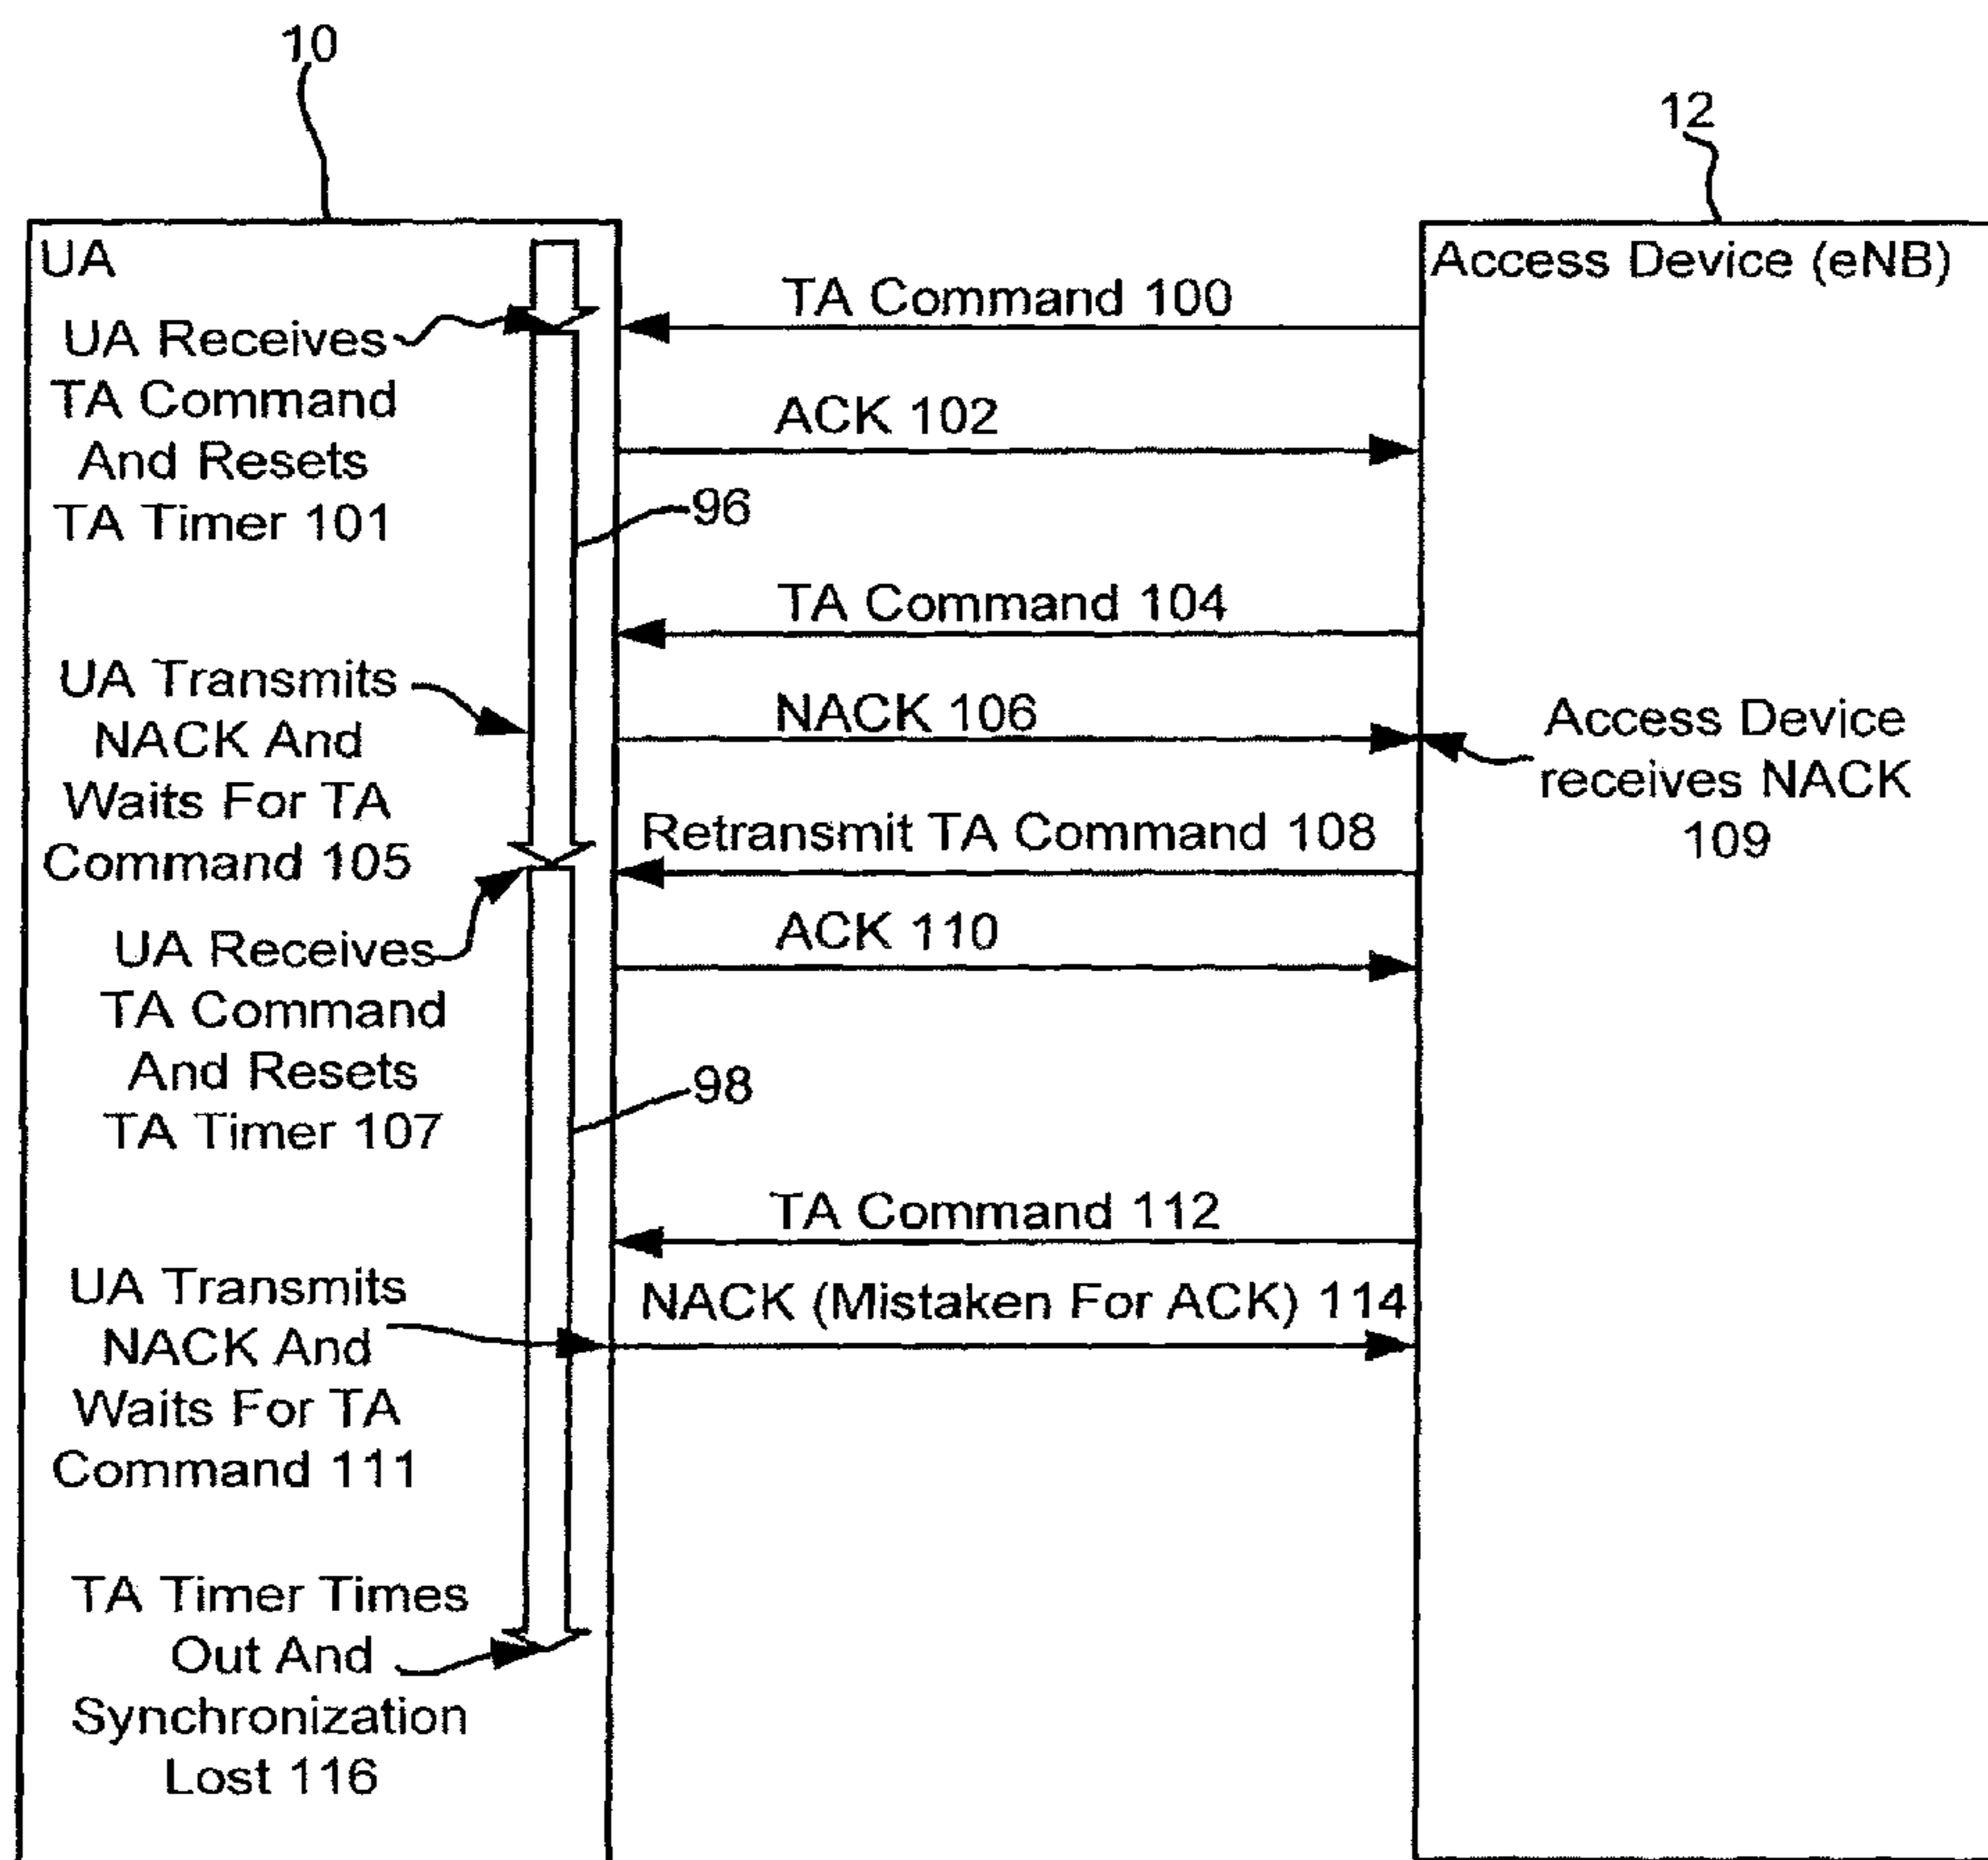 10
12
UA
Access Device (eNB)
TA Command 100
UA Receives
TA Command
And Resets
TA Timer 101
ACK 102
96
TA Command 104
UA Transmits
NACK And
Waits For TA
Command 105
NACK 106
Access Device
receives NACK
109
Retransmit TA Command 108
UA Receives
TA Command
And Resets
TA Timer 107
ACK 110
98
TA Command 112
UA Transmits
NACK And
Waits For TA
Command 111
NACK (Mistaken For ACK) 114
TA Timer Times
Out And
Synchronization
Lost 116